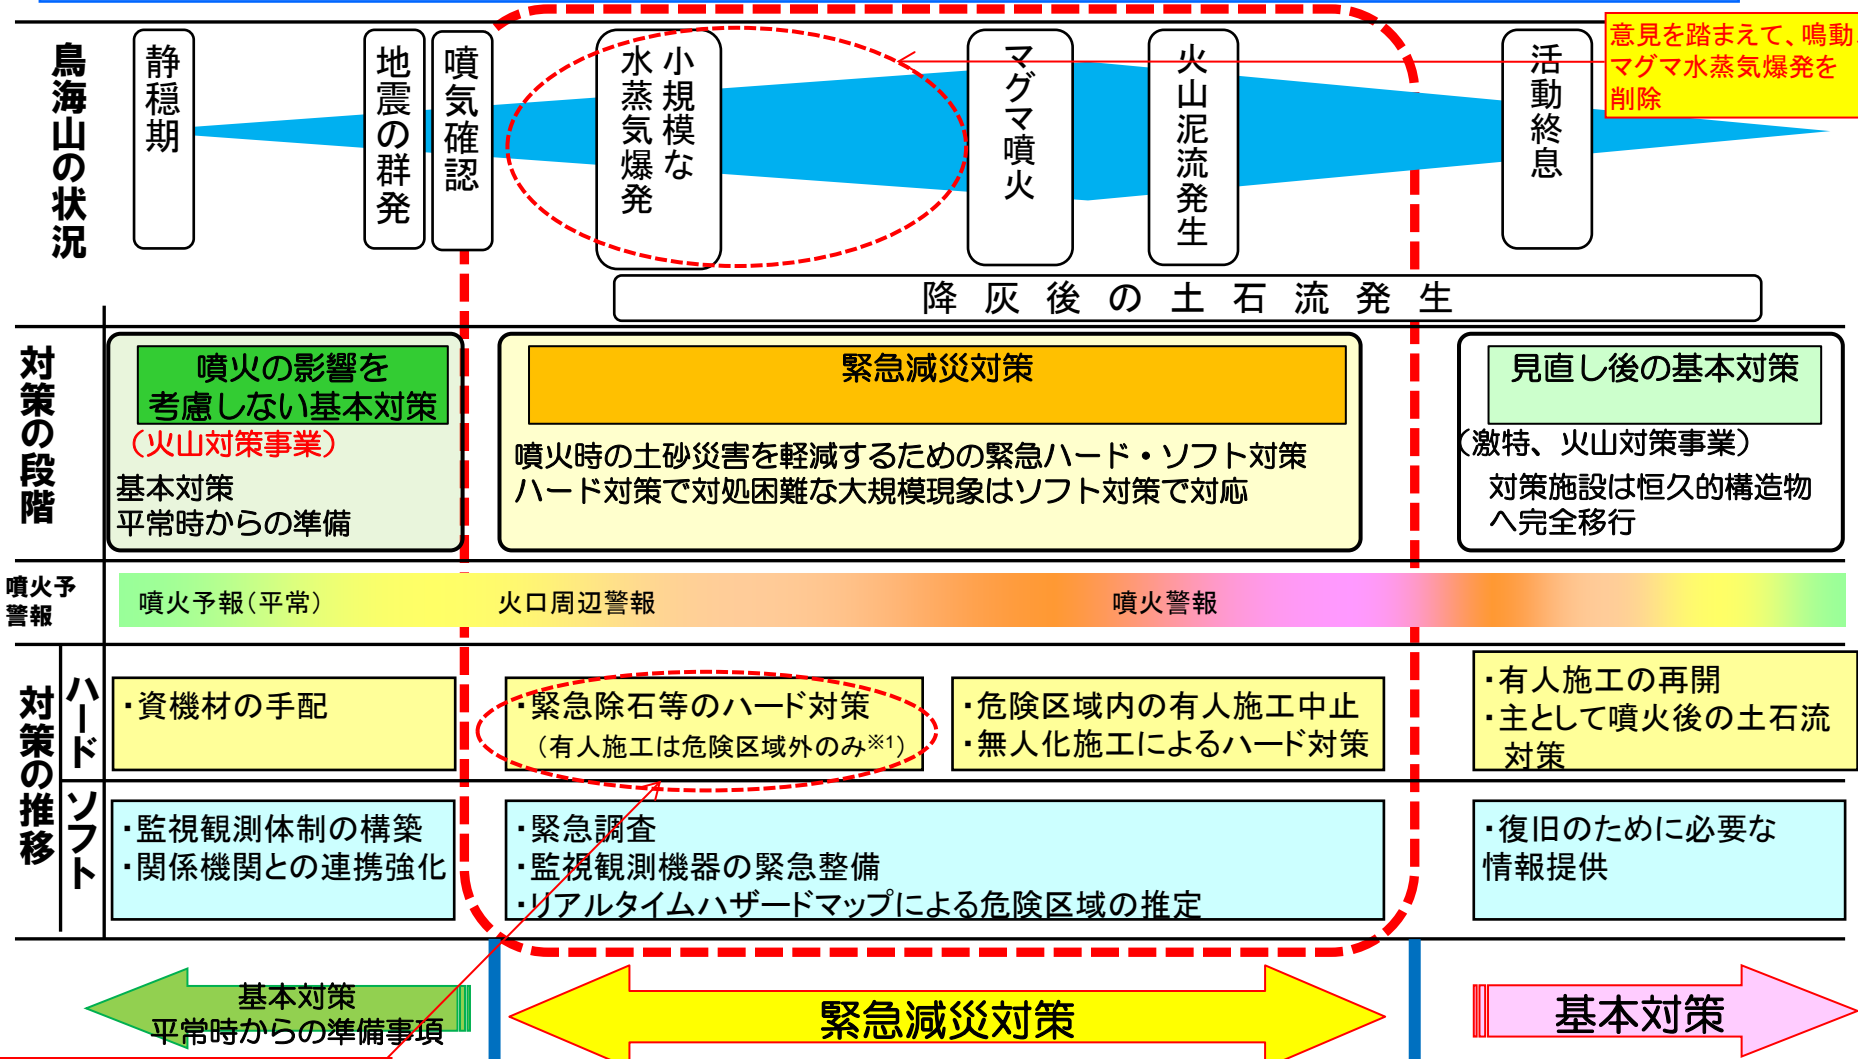 鳥海山の状況
静穏期
地震の群発
噴気確認
小規模な
水蒸気爆発
マグマ噴火
火山泥流発生
活動終息
意見を踏まえて、鳴動、
マグマ水蒸気爆発を
削除
降灰後の土石流発生
対策の段階
噴火の影響を
考慮しない基本対策
（火山対策事業）
基本対策
平常時からの準備
緊急減災対策
噴火時の土砂災害を軽減するための緊急ハード・ソフト対策
ハード対策で対処困難な大規模現象はソフト対策で対応
見直し後の基本対策
（激特、火山対策事業）
対策施設は恒久的構造物
へ完全移行
噴火予
警報
噴火予報（平常）
火口周辺警報
噴火警報
対策の推移
ハード
・資機材の手配
・緊急除石等のハード対策
（有人施工は危険区域外のみ※1）
・危険区域内の有人施工中止
・無人化施工によるハード対策
・有人施工の再開
・主として噴火後の土石流
対策
ソフト
・監視観測体制の構築
・関係機関との連携強化
・緊急調査
・監視観測機器の緊急整備
・リアルタイムハザードマップによる危険区域の推定
・復旧のために必要な
情報提供
基本対策
平常時からの準備事項
緊急減災対策
基本対策